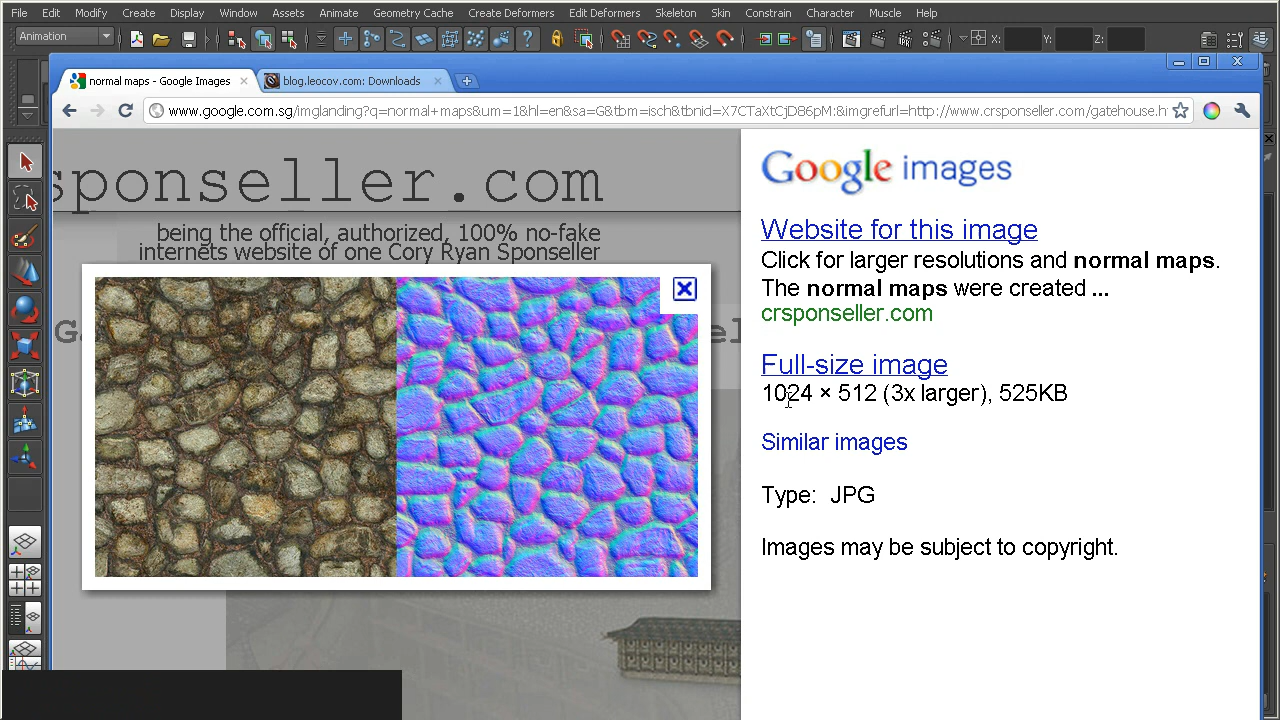 File Edit Modify Create Display Window Assets Animate Geometry Cache Create Deformers Edit Deformers Skeleton Skin Constrain Character Muscle Help
Animation
X: Y: Z:
normal maps - Google Images
blog.leocov.com: Downloads
www.google.com.sg/imglanding?q=normal+maps&um=1&hl=en&sa=G&tbm=isch&tbnid=
&imgrefurl=http://www.crsponseller.com/gatehouse.h
sponseller.com
being the official, authorized, 100% no-fake
internets website of one Cory Ryan Sponseller
Google images
Website for this image
Click for larger resolutions and normal maps.
The normal maps were created ...
crsponseller.com
Full-size image
1024 × 512 (3x larger), 525KB
Similar images
Type: JPG
Images may be subject to copyright.